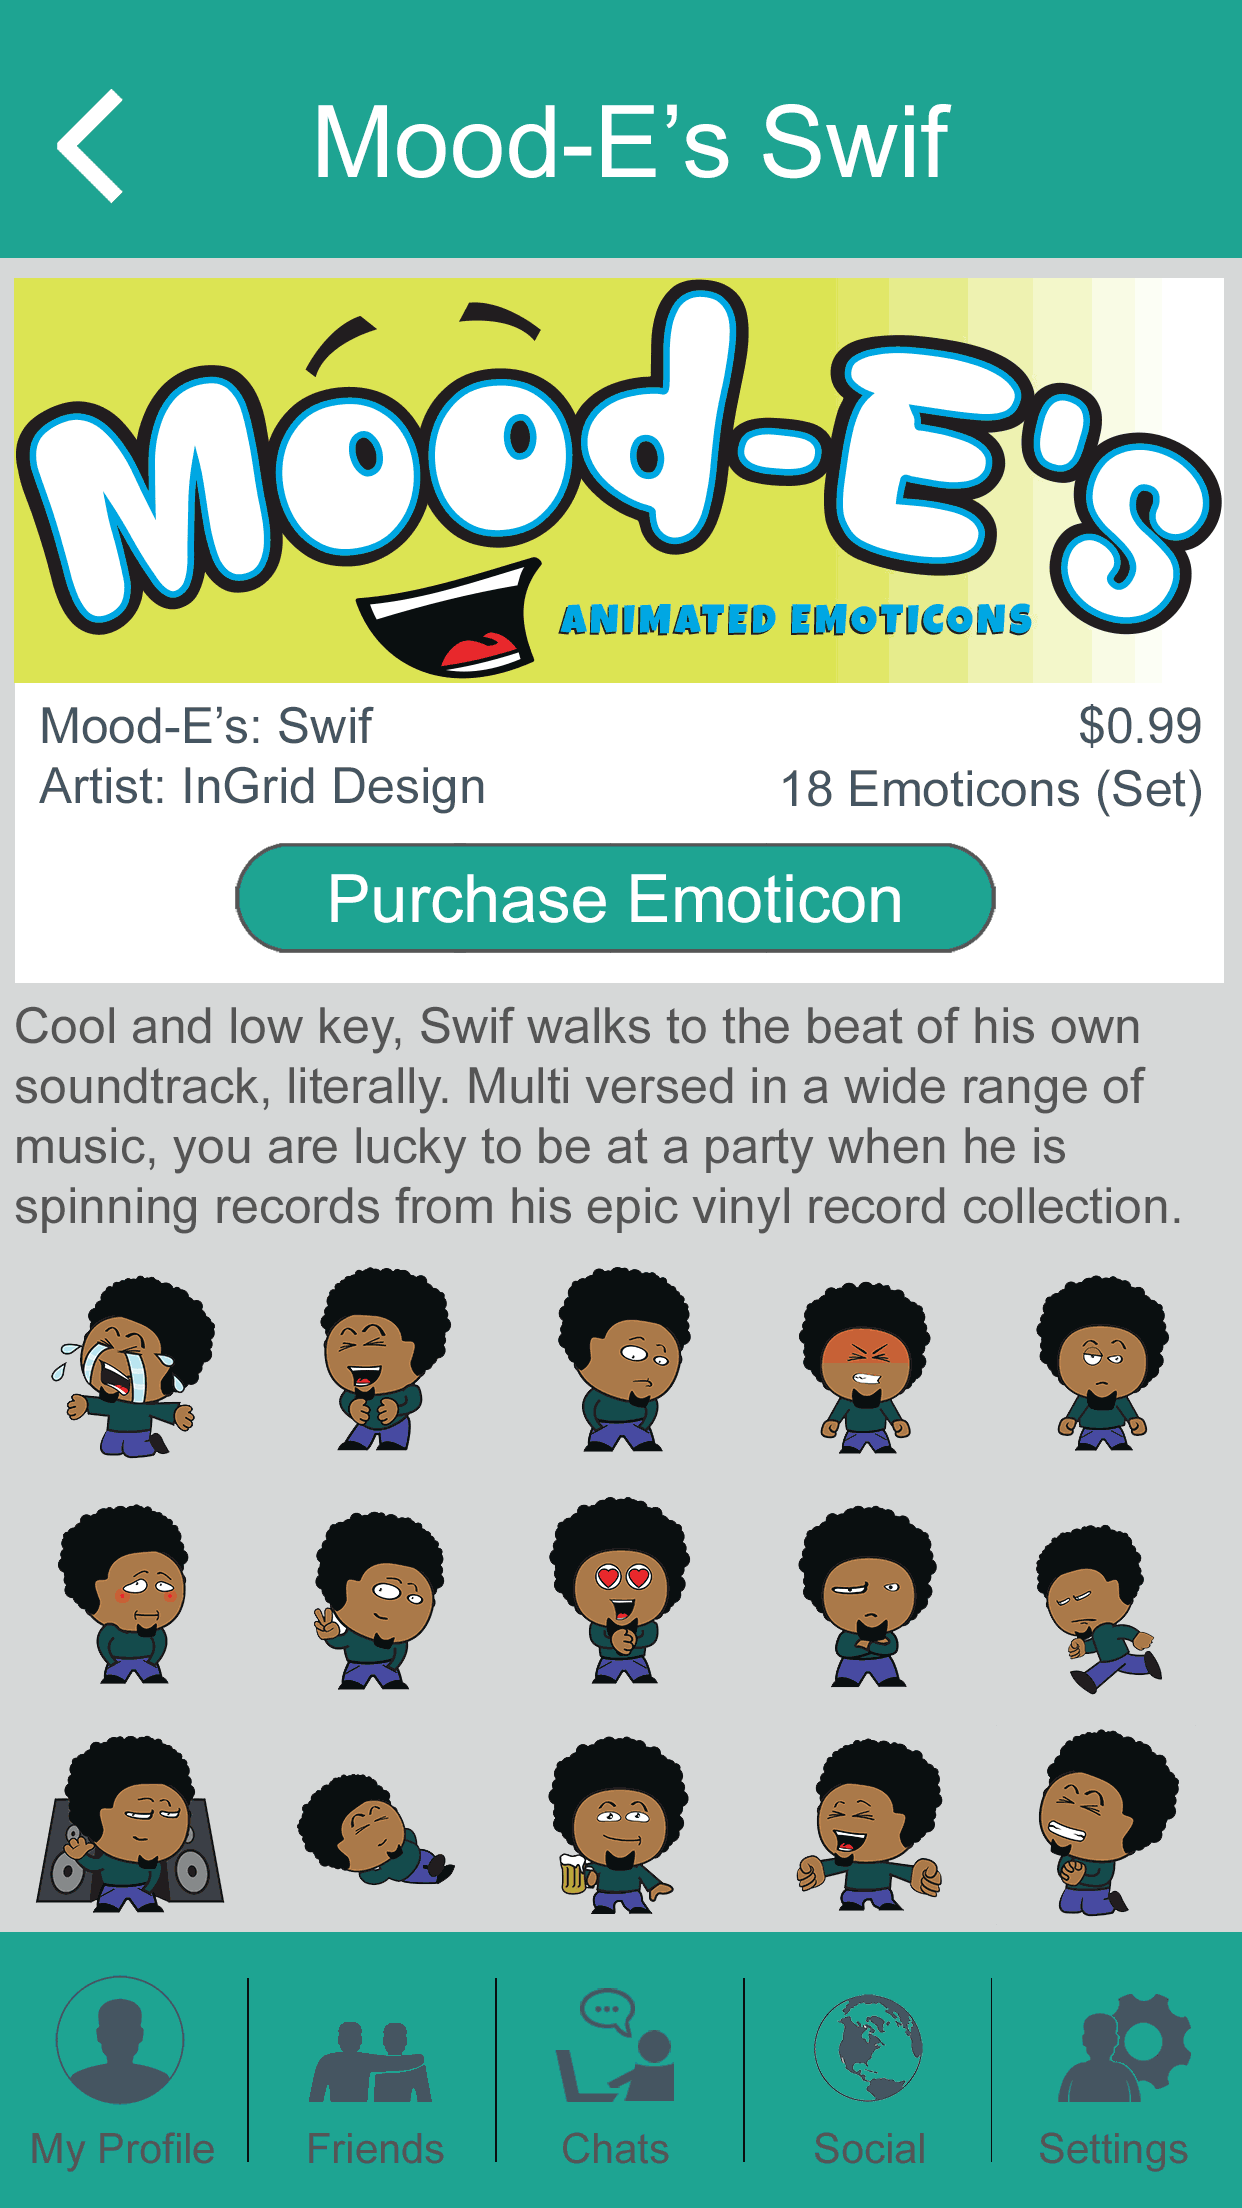 Mood-E’s Swif
Mood-E's
ANIMATED EMOTICONS
Mood-E’s: Swif
$0.99
Artist: InGrid Design
18 Emoticons (Set)
Purchase Emoticon
Cool and low key, Swif walks to the beat of his own
soundtrack, literally. Multi versed in a wide range of
music, you are lucky to be at a party when he is
spinning records from his epic vinyl record collection.
My Profile
Friends
Chats
Social
Settings